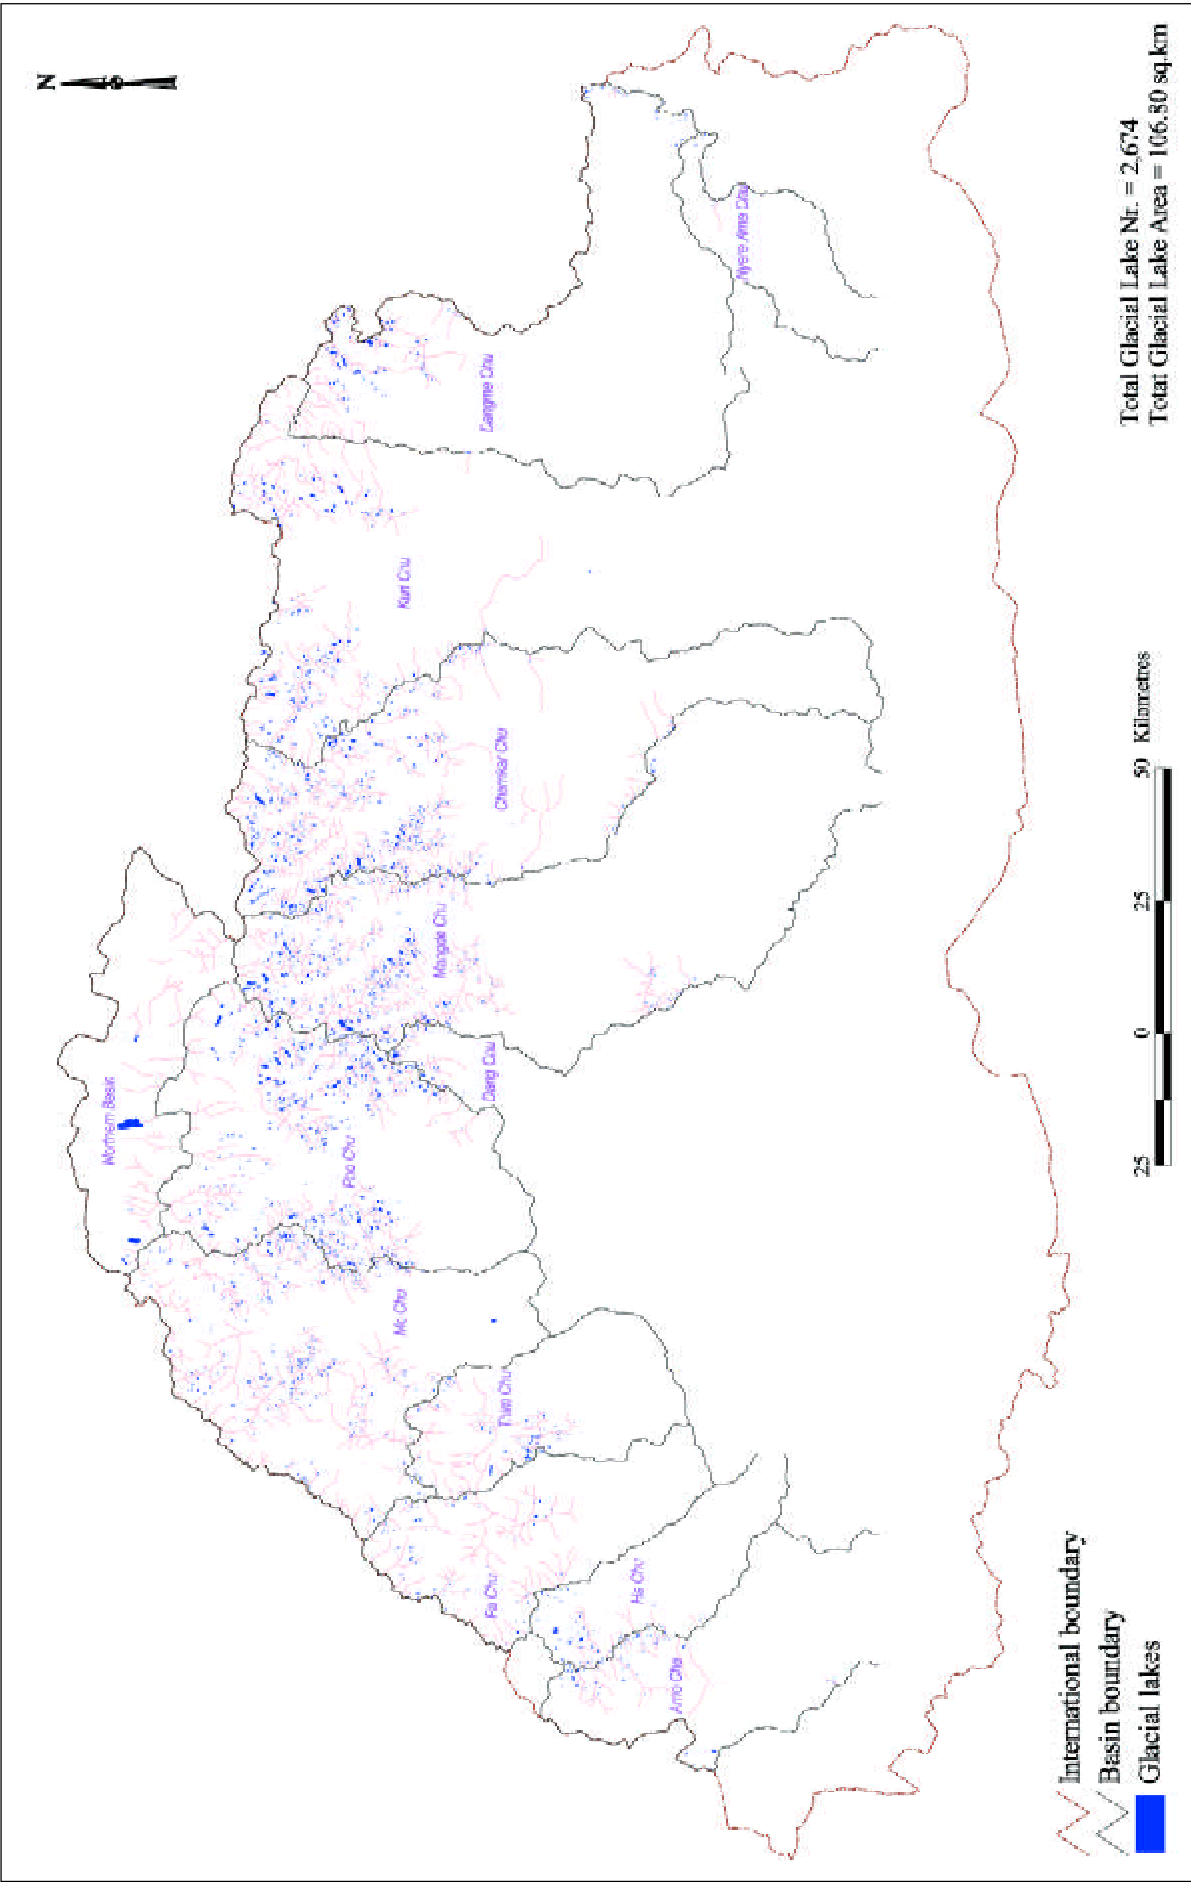 N
Northern Basin
Pho Chu
Mo Chu
Thim Chu
Pa Chu
Ha Chu
Amo Chu
Dang Chu
Mangde Chu
Chamkar Chu
Kuri Chu
Dangme Chu
Nyere Ama Chu
International boundary
Basin boundary
Glacial lakes
25 0 25 50 Kilometres
Total Glacial Lake Nr. = 2,674
Total Glacial Lake Area = 106.80 sq.km